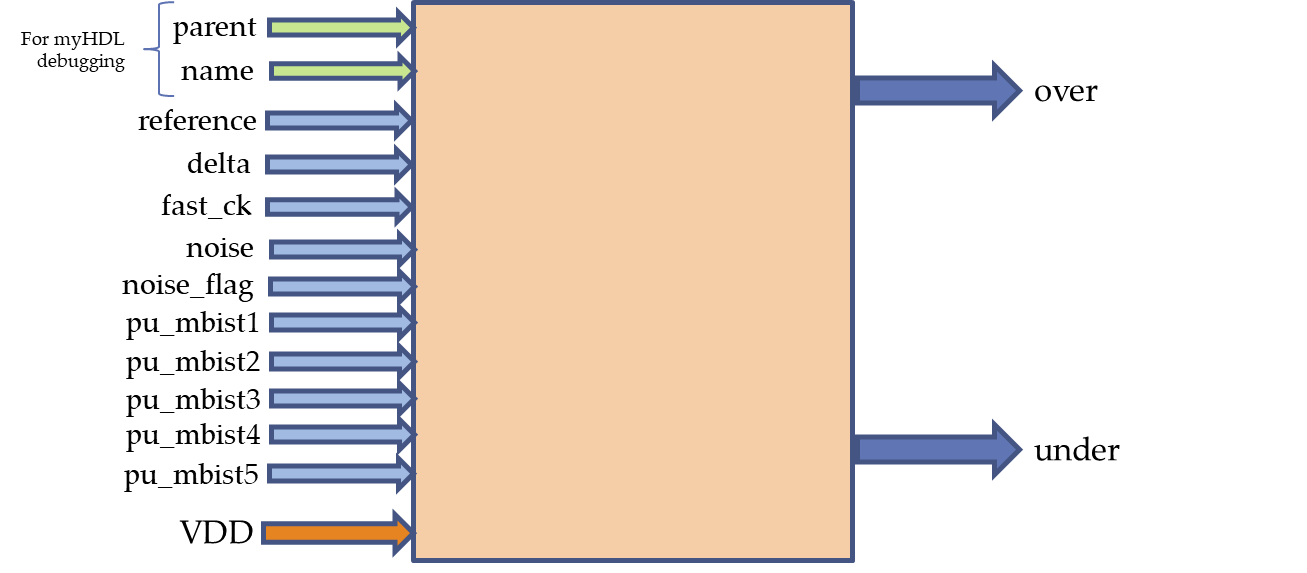 For myHDL
debugging
parent
name
reference
delta
fast_ck
noise
noise_flag
pu_mbist1
pu_mbist2
pu_mbist3
pu_mbist4
pu_mbist5
VDD
over
under